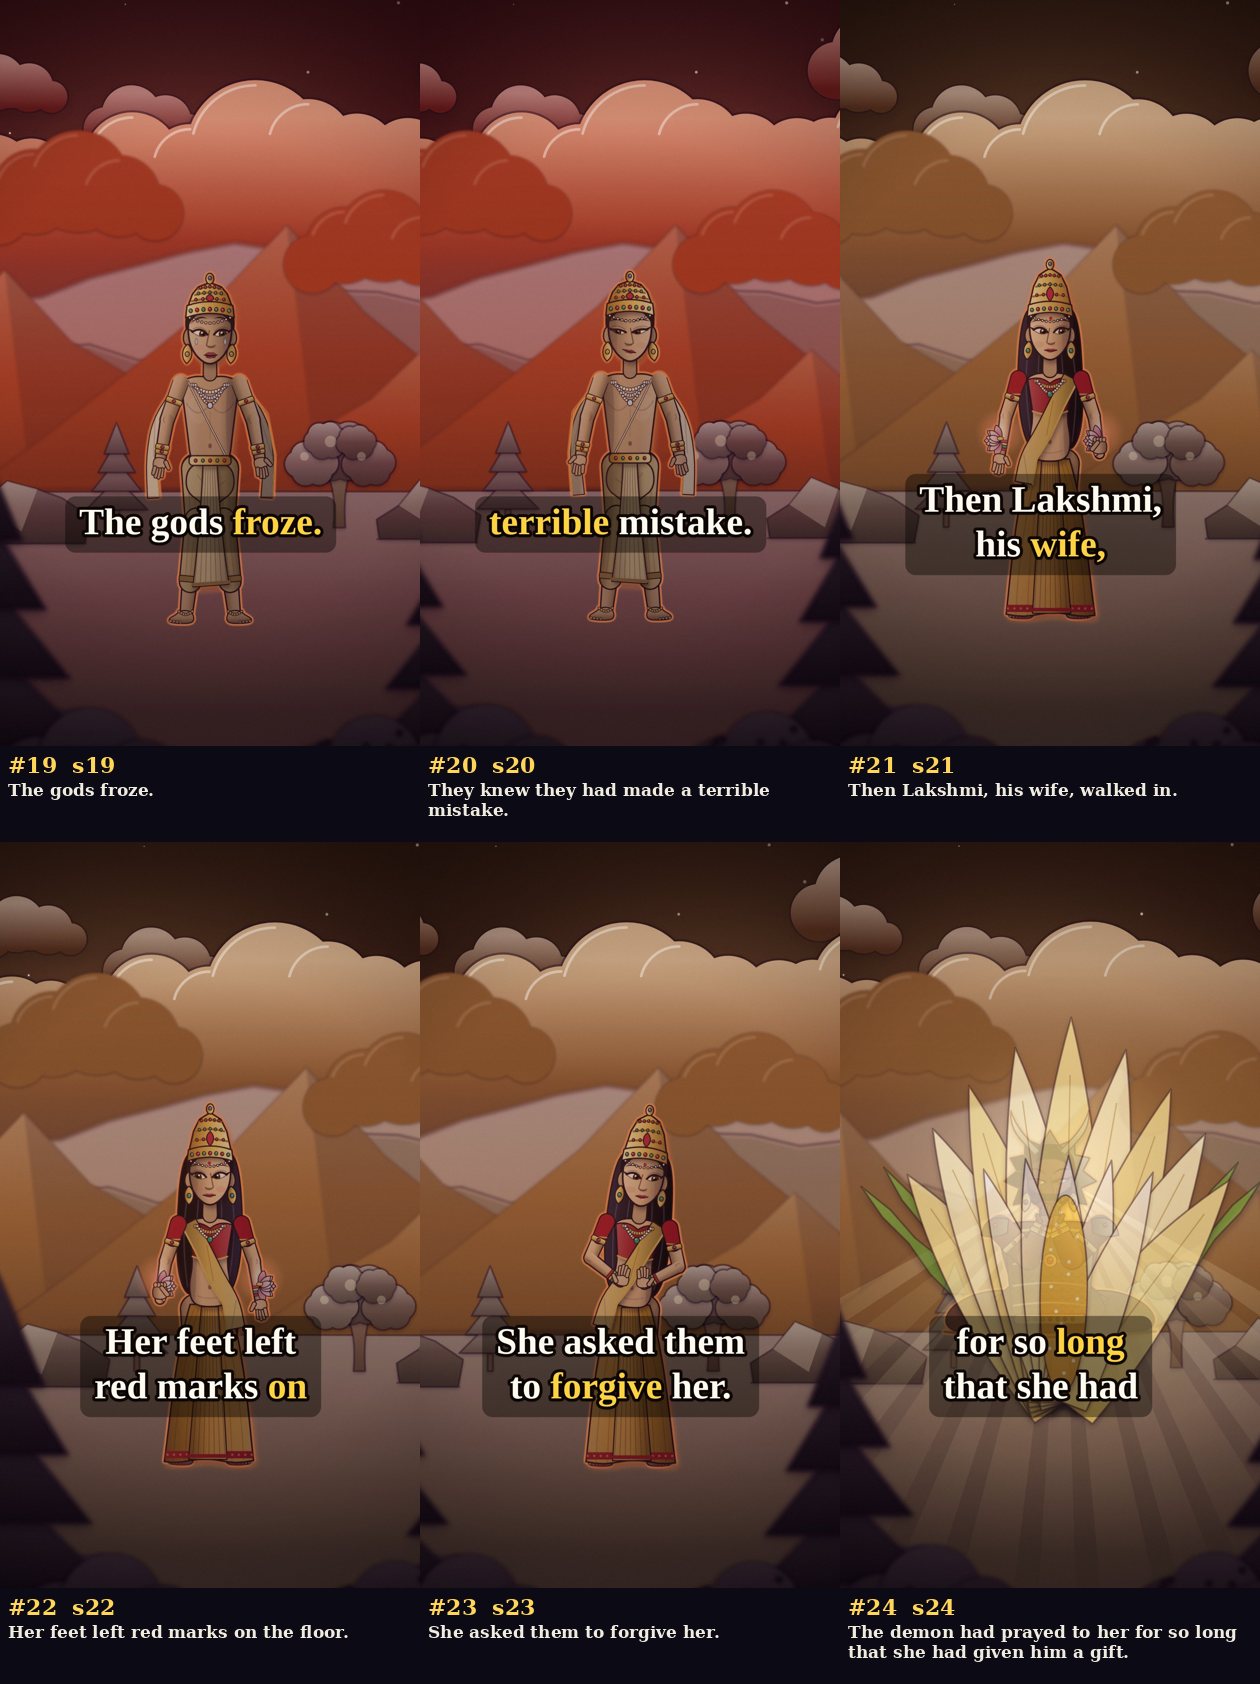 The gods froze.
terrible mistake.
Then Lakshmi,
his wife,
#19 s19
The gods froze.
#20 s20
They knew they had made a terrible
mistake.
#21 s21
Then Lakshmi, his wife, walked in.
Her feet left
red marks on
She asked them
to forgive her.
for so long
that she had
#22 s22
Her feet left red marks on the floor.
#23 s23
She asked them to forgive her.
#24 s24
The demon had prayed to her for so long
that she had given him a gift.